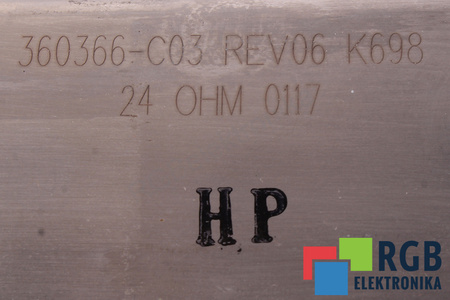 360366-C03 REV06 K698
24 OHM 0117
HP
RGB
ELEKTRONIKA